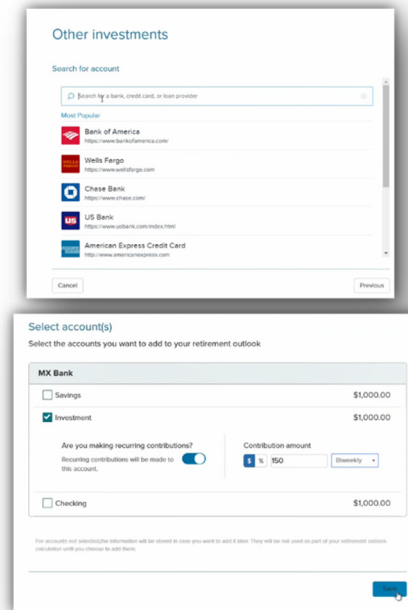 Other investments
Search for account
Search for a bank, credit card, or loan provider
Most Popular
Bank of America
https://www.bankofamerica.com/
WELLS
FARGO
Wells Fargo
https://www.wellsfargo.com
Chase Bank
https://www.chase.com/
US
US Bank
https://www.usbank.com/index.html
American Express Credit Card
http://www.americanexpress.com
Cancel
Previous
Select account(s)
Select the accounts you want to add to your retirement outlook
MX Bank
Savings $1,000.00
Investment $1,000.00
Are you making recurring contributions?
Recurring contributions will be made to
this account.
Contribution amount
$ % 150 Biweekly
Checking $1,000.00
For accounts not selected,the information will be stored in case you want to add it later. They will be not used as part of your retirement outlook
calculation until you choose to add them.
Save